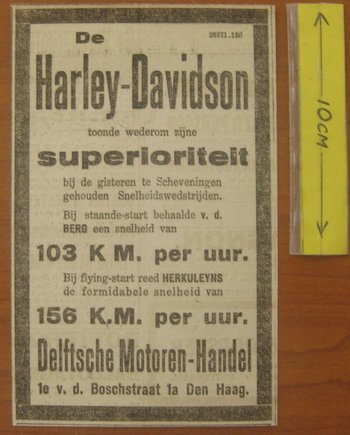 De
26371.120
Harley-Davidson
toonde wederom zijne
superioriteit
bij de gisteren te Scheveningen
gehouden Snelheidswedstrijden.
Bij staande-start behaalde v. d.
BERG een snelheid van
103 K M. per uur.
Bij flying-start reed HERKULEYNS
de formidabele snelheid van
156 K.M. per uur.
Delftsche Motoren-Handel
1e v. d. Boschstraat 1a Den Haag.
10CM